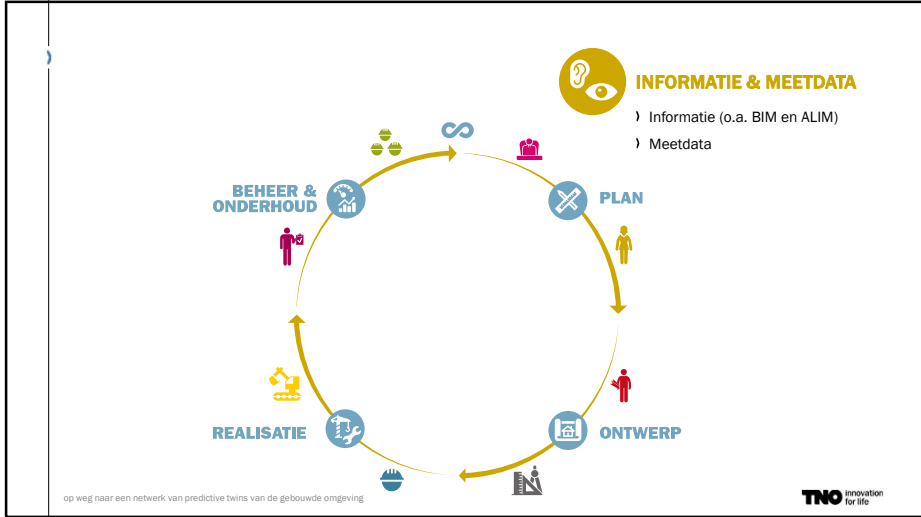 INFORMATIE & MEETDATA
Informatie (o.a. BIM en ALIM)
Meetdata
BEHEER &
ONDERHOUD
PLAN
REALISATIE
ONTWERP
op weg naar een netwerk van predictive twins van de gebouwde omgeving
TNO innovation
for life